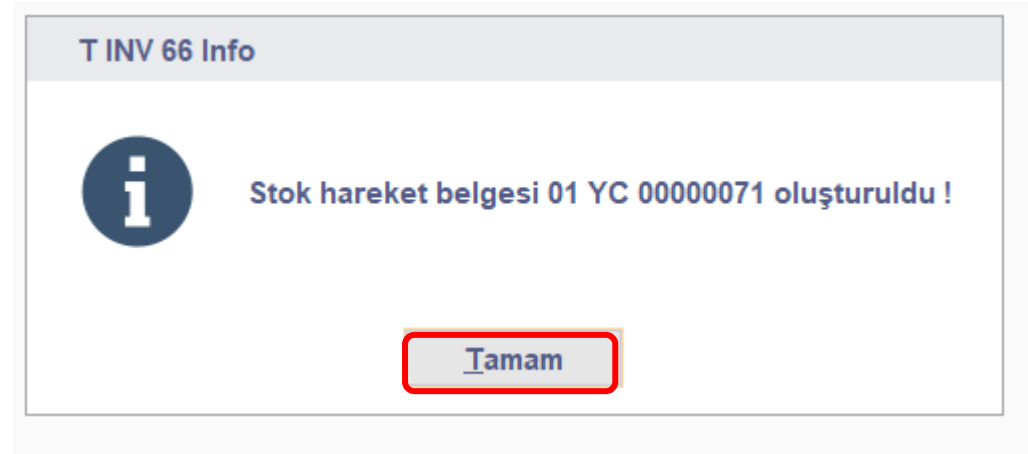 T INV 66 Info
Stok hareket belgesi 01 YC 00000071 oluşturuldu !
Tamam